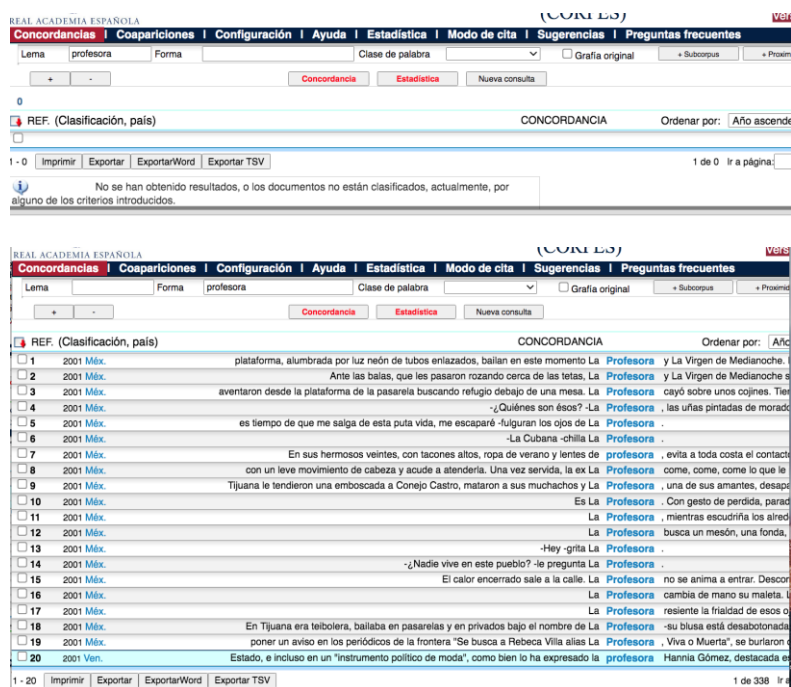 REAL ACADEMIA ESPAÑOLA (CORPES) vers
Concordancias | Coapariciones | Configuración | Ayuda | Estadística | Modo de cita | Sugerencias | Preguntas frecuentes
Lema profesora Forma Clase de palabra Grafía original + Subcorpus + Proxim
+ - Concordancia Estadística Nueva consulta
0
REF. (Clasificación, país) CONCORDANCIA Ordenar por: Año ascende
1 - 0 Imprimir Exportar ExportarWord Exportar TSV 1 de 0 Ir a página:
No se han obtenido resultados, o los documentos no están clasificados, actualmente, por
alguno de los criterios introducidos.
REAL ACADEMIA ESPAÑOLA (CORPES) vers
Concordancias | Coapariciones | Configuración | Ayuda | Estadística | Modo de cita | Sugerencias | Preguntas frecuentes
Lema Forma profesora Clase de palabra Grafía original + Subcorpus + Proximid
+ - Concordancia Estadística Nueva consulta
REF. (Clasificación, país) CONCORDANCIA Ordenar por: Año
1 2001 Méx. plataforma, alumbrada por luz neón de tubos enlazados, bailan en este momento La Profesora y La Virgen de Medianoche.
2 2001 Méx. Ante las balas, que les pasaron rozando cerca de las tetas, La Profesora y La Virgen de Medianoche s
3 2001 Méx. aventaron desde la plataforma de la pasarela buscando refugio debajo de una mesa. La Profesora cayó sobre unos cojines. Tier
4 2001 Méx. -¿Quiénes son ésos? -La Profesora , las uñas pintadas de morado
5 2001 Méx. es tiempo de que me salga de esta puta vida, me escaparé -fulguran los ojos de La Profesora .
6 2001 Méx. -La Cubana -chilla La Profesora .
7 2001 Méx. En sus hermosos veintes, con tacones altos, ropa de verano y lentes de profesora , evita a toda costa el contacto
8 2001 Méx. con un leve movimiento de cabeza y acude a atenderla. Una vez servida, la ex La Profesora come, come, come lo que le
9 2001 Méx. Tijuana le tendieron una emboscada a Conejo Castro, mataron a sus muchachos y La Profesora , una de sus amantes, desapa
10 2001 Méx. Es La Profesora . Con gesto de perdida, parad
11 2001 Méx. La Profesora , mientras escudriña los alred
12 2001 Méx. La Profesora busca un mesón, una fonda,
13 2001 Méx. -Hey -grita La Profesora .
14 2001 Méx. -¿Nadie vive en este pueblo? -le pregunta La Profesora .
15 2001 Méx. El calor encerrado sale a la calle. La Profesora no se anima a entrar. Descor
16 2001 Méx. La Profesora cambia de mano su maleta. L
17 2001 Méx. La Profesora resiente la frialdad de esos o
18 2001 Méx. En Tijuana era teibolera, bailaba en pasarelas y en privados bajo el nombre de La Profesora -su blusa está desabotonada
19 2001 Méx. poner un aviso en los periódicos de la frontera "Se busca a Rebeca Villa alias La Profesora , Viva o Muerta", se burlaron
20 2001 Ven. Estado, e incluso en un "instrumento político de moda", como bien lo ha expresado la profesora Hannia Gómez, destacada es
1 - 20 Imprimir Exportar ExportarWord Exportar TSV 1 de 338 Ir a